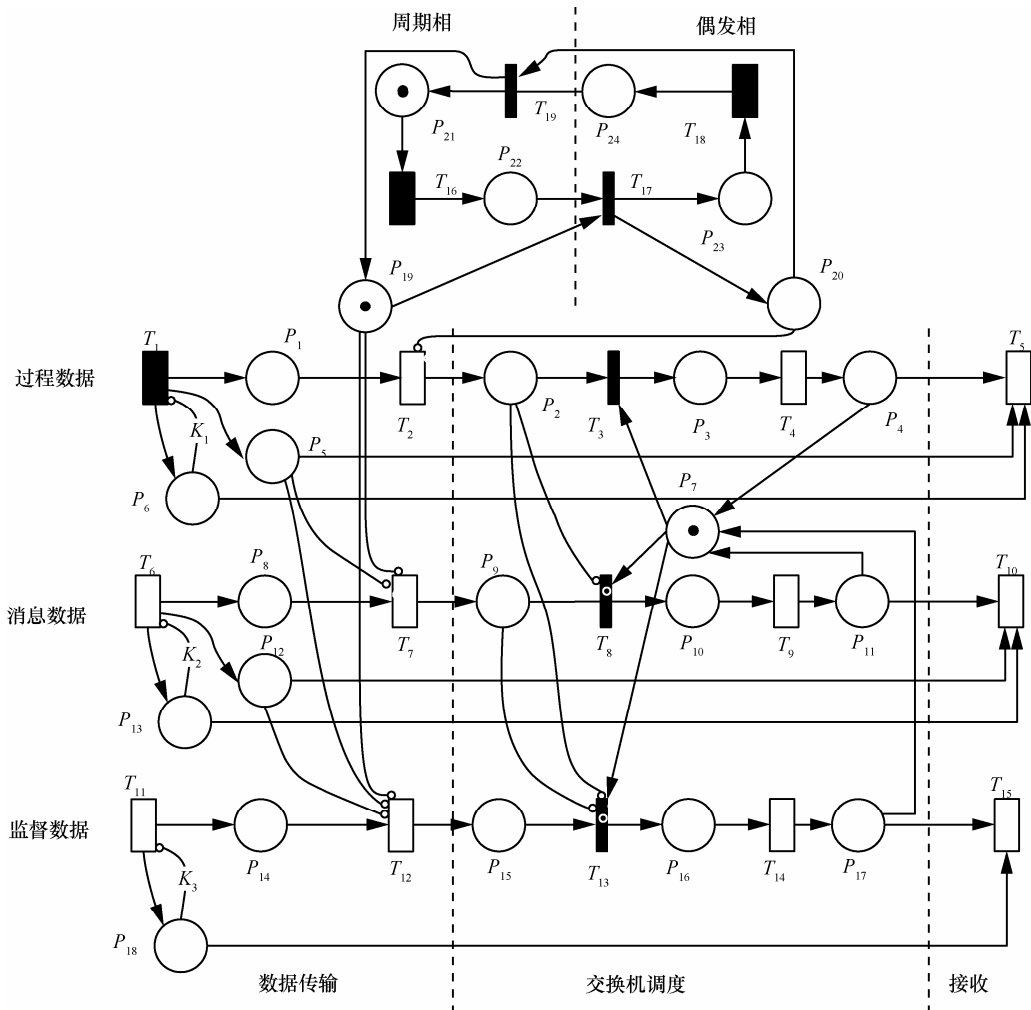 周期相 偶发相
T19 P24 T18
P21
P22
T16 T17
P23
P19 P20
过程数据 T1 P1 T2 P2 T3 P3 T4 P4 T5
K1 P5
P6 P7
消息数据 T6 P8 T7 P9 T8 P10 T9 P11 T10
K2 P12
P13
监督数据 T11 P14 T12 P15 T13 P16 T14 P17 T15
K3
P18
数据传输 交换机调度 接收